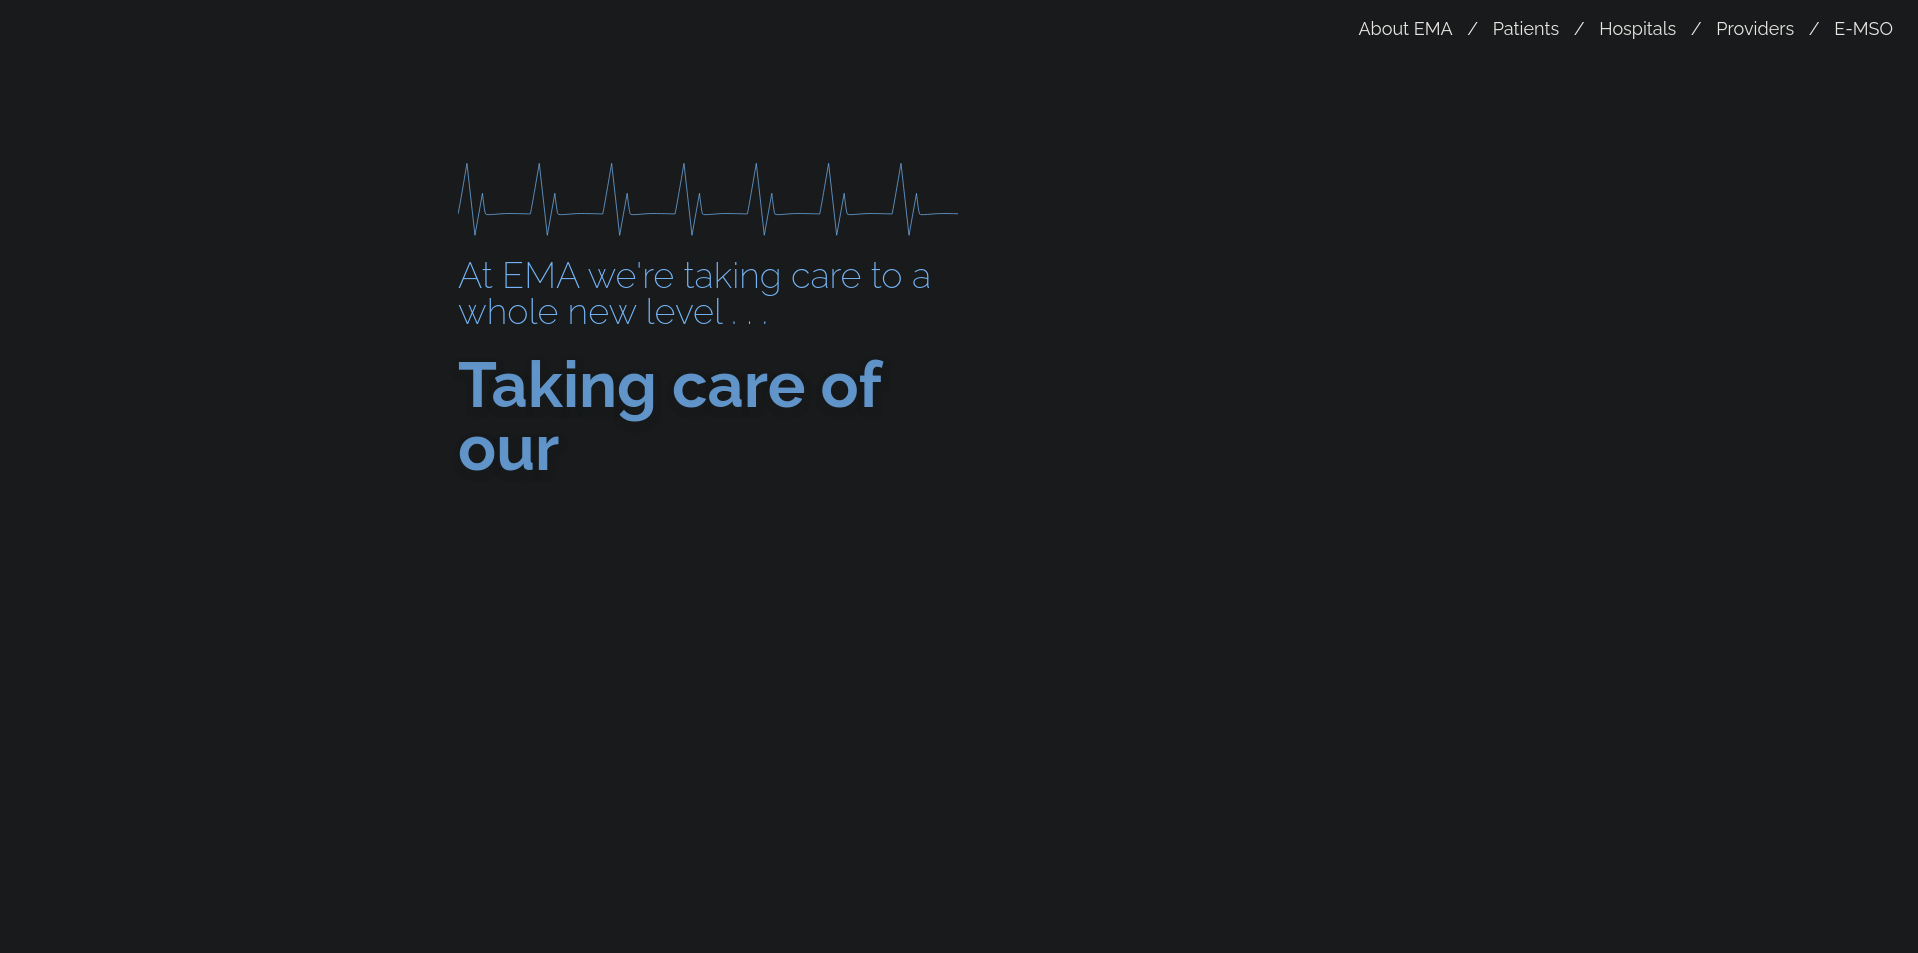 About EMA / Patients / Hospitals / Providers / E-MSO
At EMA we're taking care to a
whole new level . . .
Taking care of
our